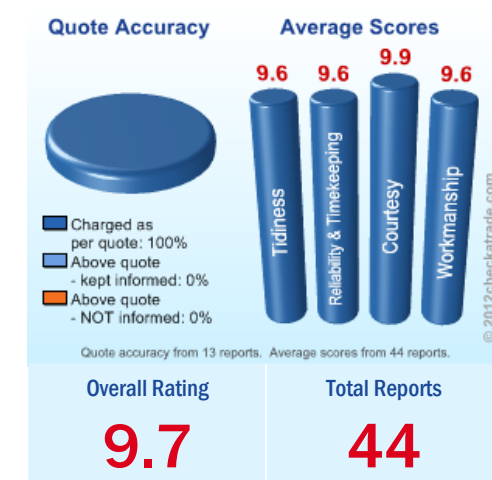 Quote Accuracy
Average Scores
9.6
9.6
9.9
9.6
Tidiness
Reliability & Timekeeping
Courtesy
Workmanship
Charged as
per quote: 100%
Above quote
- kept informed: 0%
Above quote
- NOT informed: 0%
© 2012checkatrade.com
Quote accuracy from 13 reports. Average scores from 44 reports.
Overall Rating
Total Reports
9.7
44